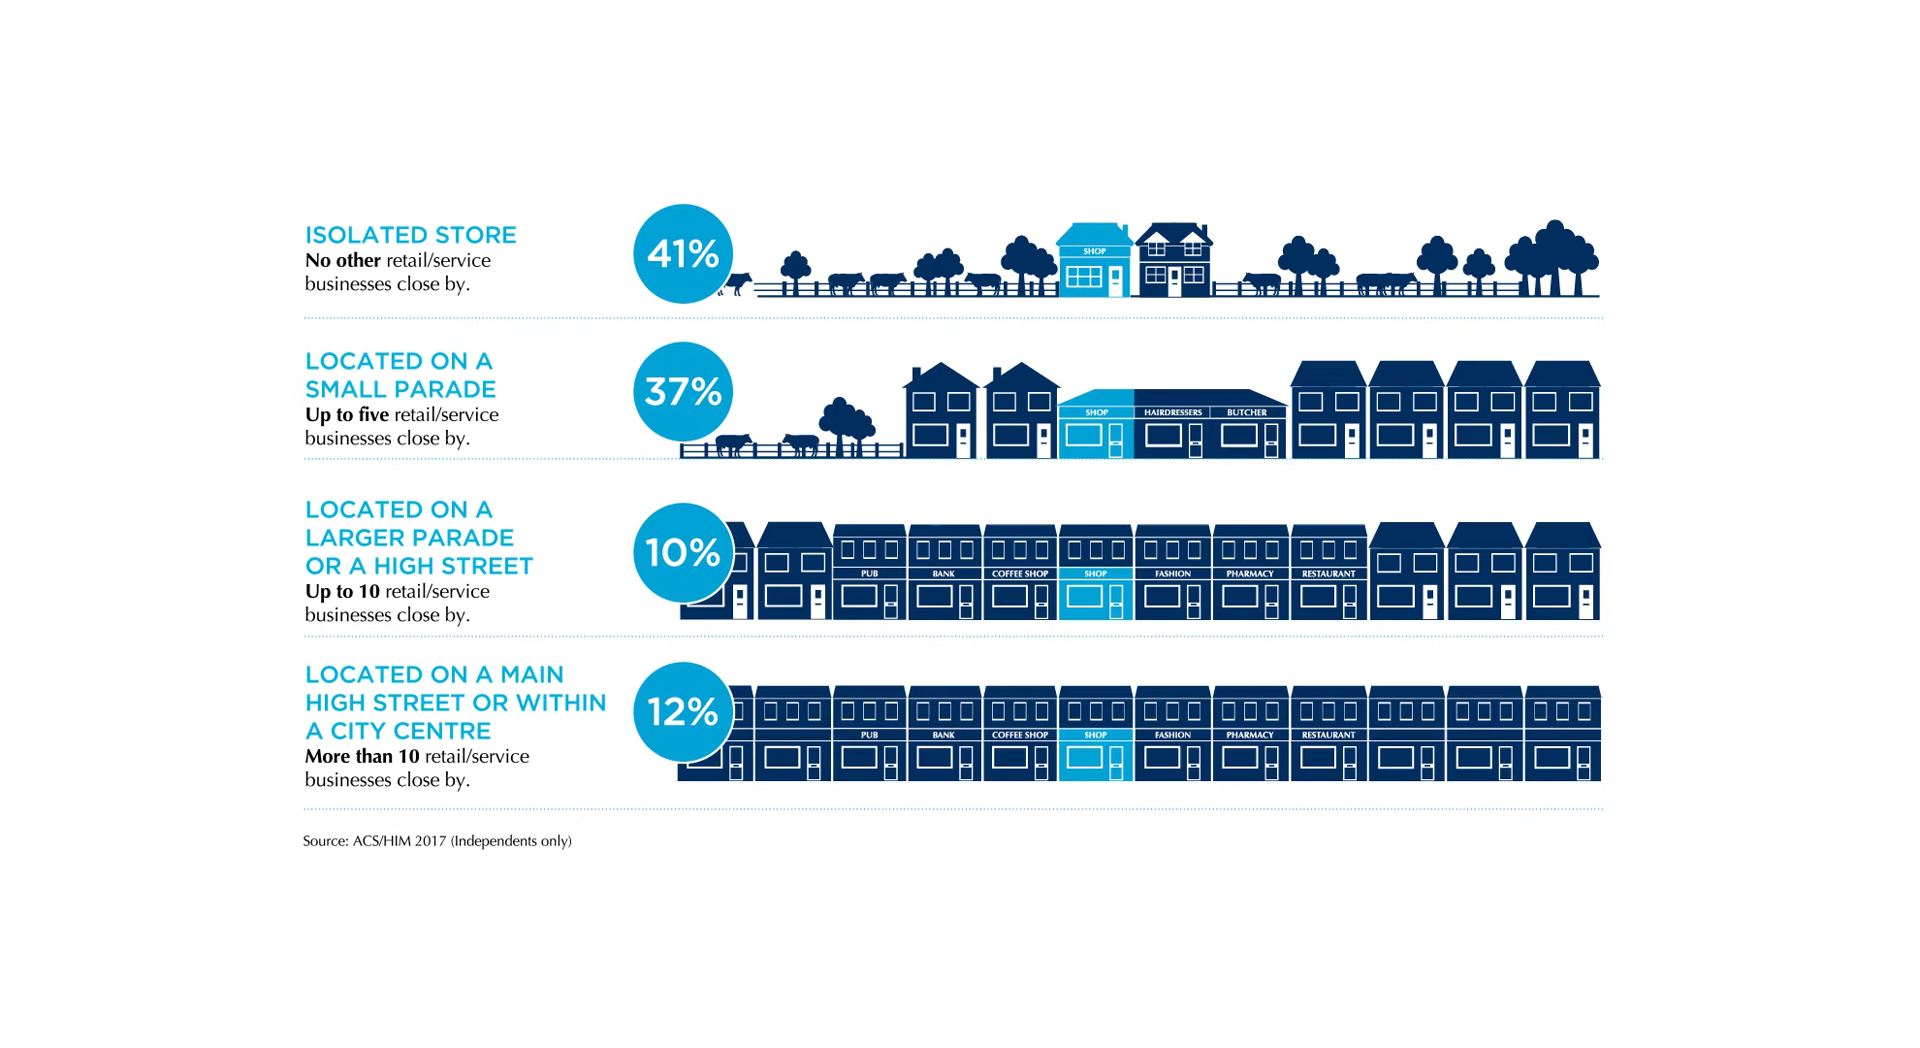 ISOLATED STORE
No other retail/service
businesses close by.
41%
SHOP
LOCATED ON A
SMALL PARADE
Up to five retail/service
businesses close by.
37%
SHOP HAIRDRESSERS BUTCHER
LOCATED ON A
LARGER PARADE
OR A HIGH STREET
Up to 10 retail/service
businesses close by.
10%
PUB BANK COFFEE SHOP SHOP FASHION PHARMACY RESTAURANT
LOCATED ON A MAIN
HIGH STREET OR WITHIN
A CITY CENTRE
More than 10 retail/service
businesses close by.
12%
PUB BANK COFFEE SHOP SHOP FASHION PHARMACY RESTAURANT
Source: ACS/HIM 2017 (Independents only)